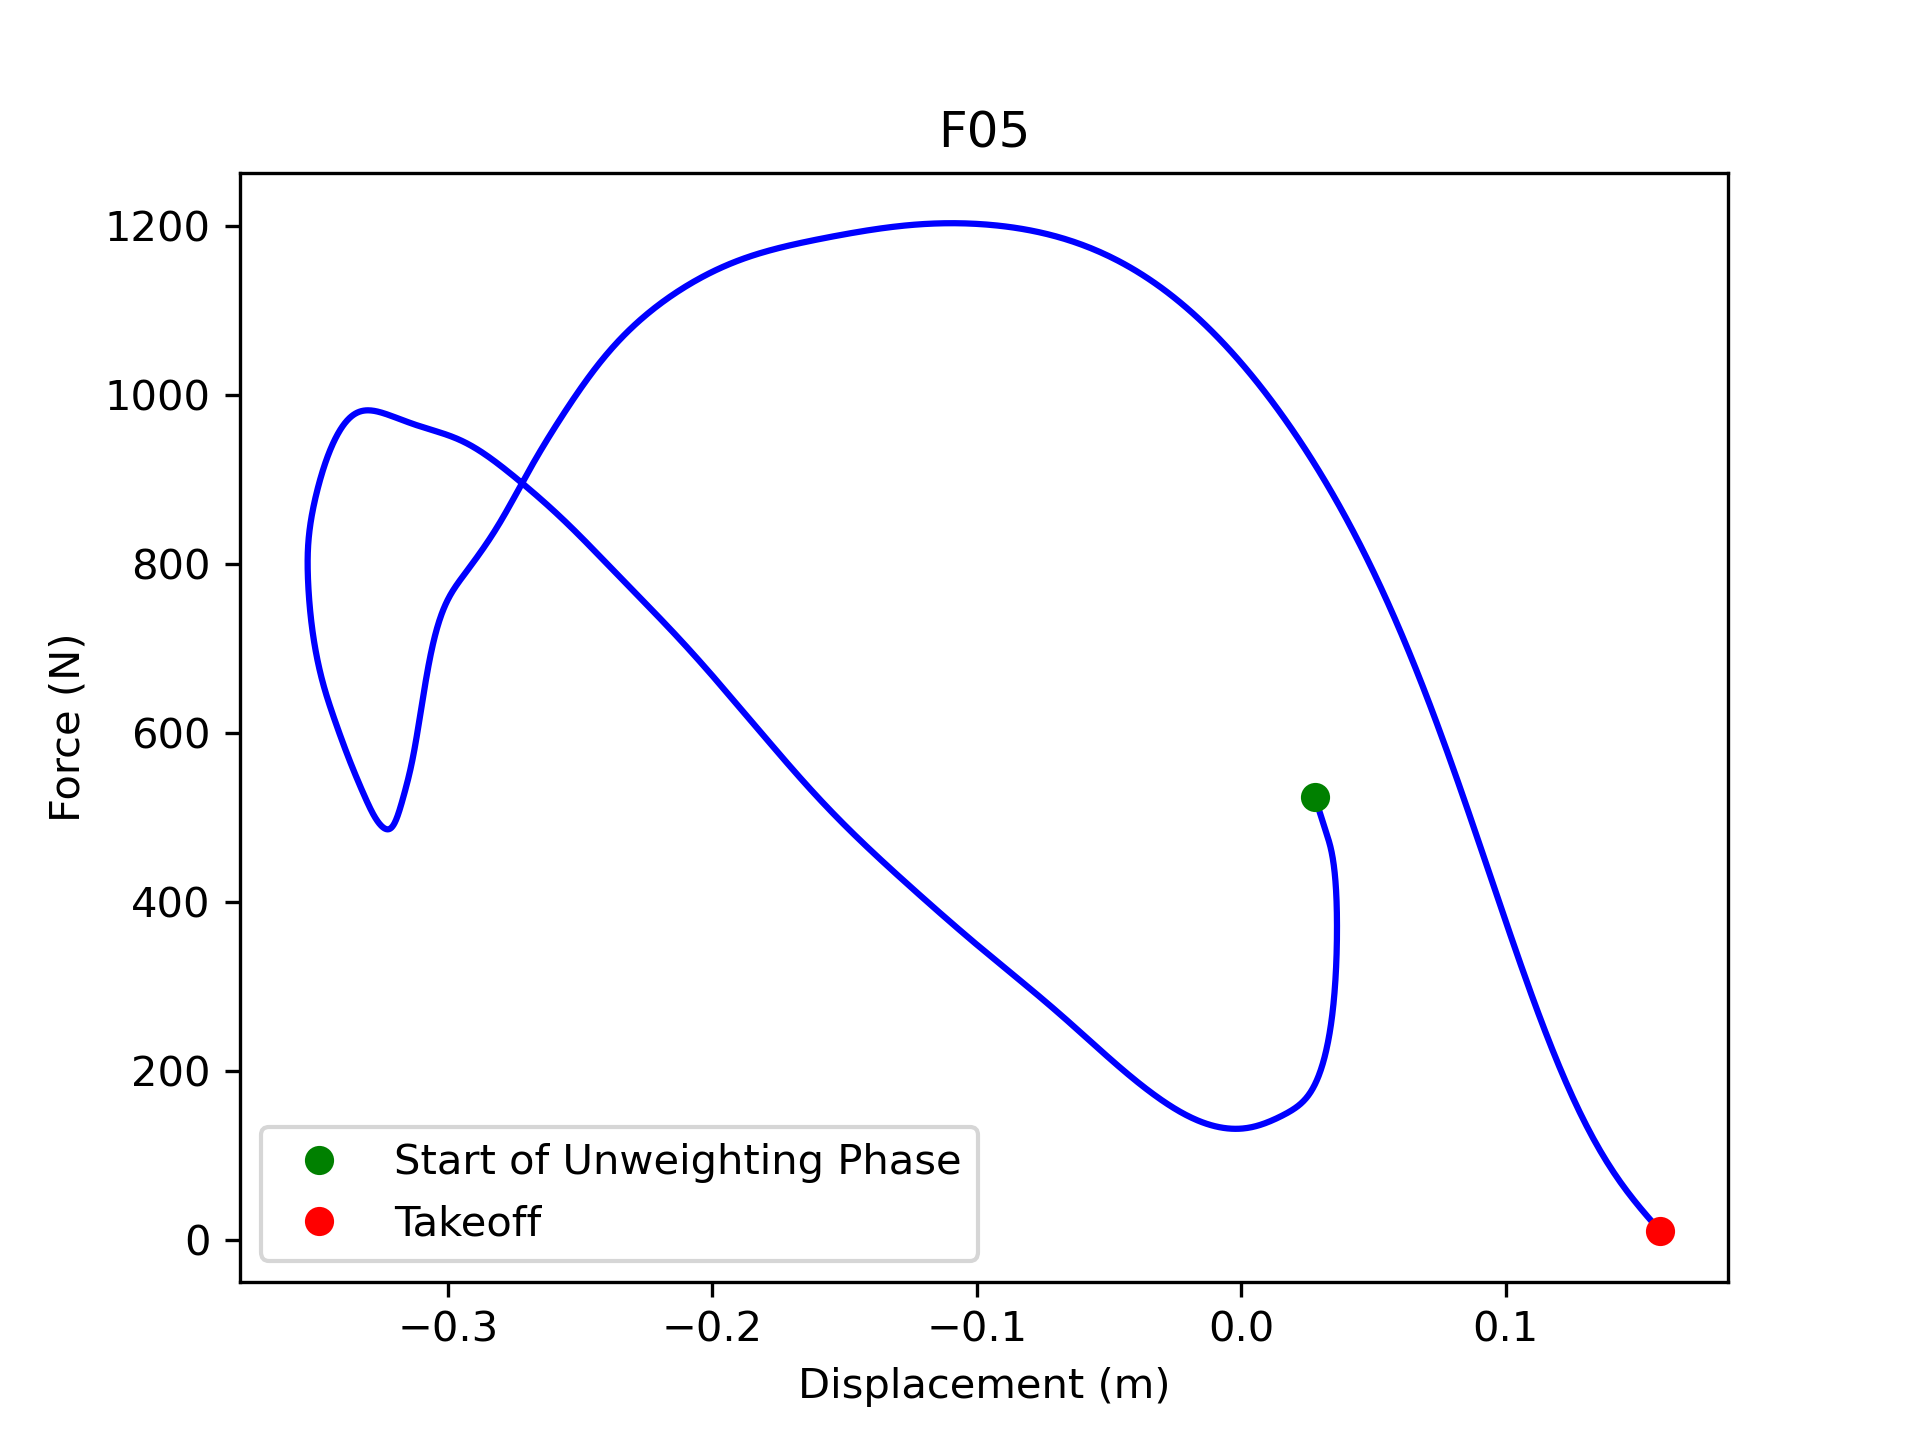 F05
1200
1000
800
600
400
200
0
Force (N)
Start of Unweighting Phase
Takeoff
−0.3 −0.2 −0.1 0.0 0.1
Displacement (m)